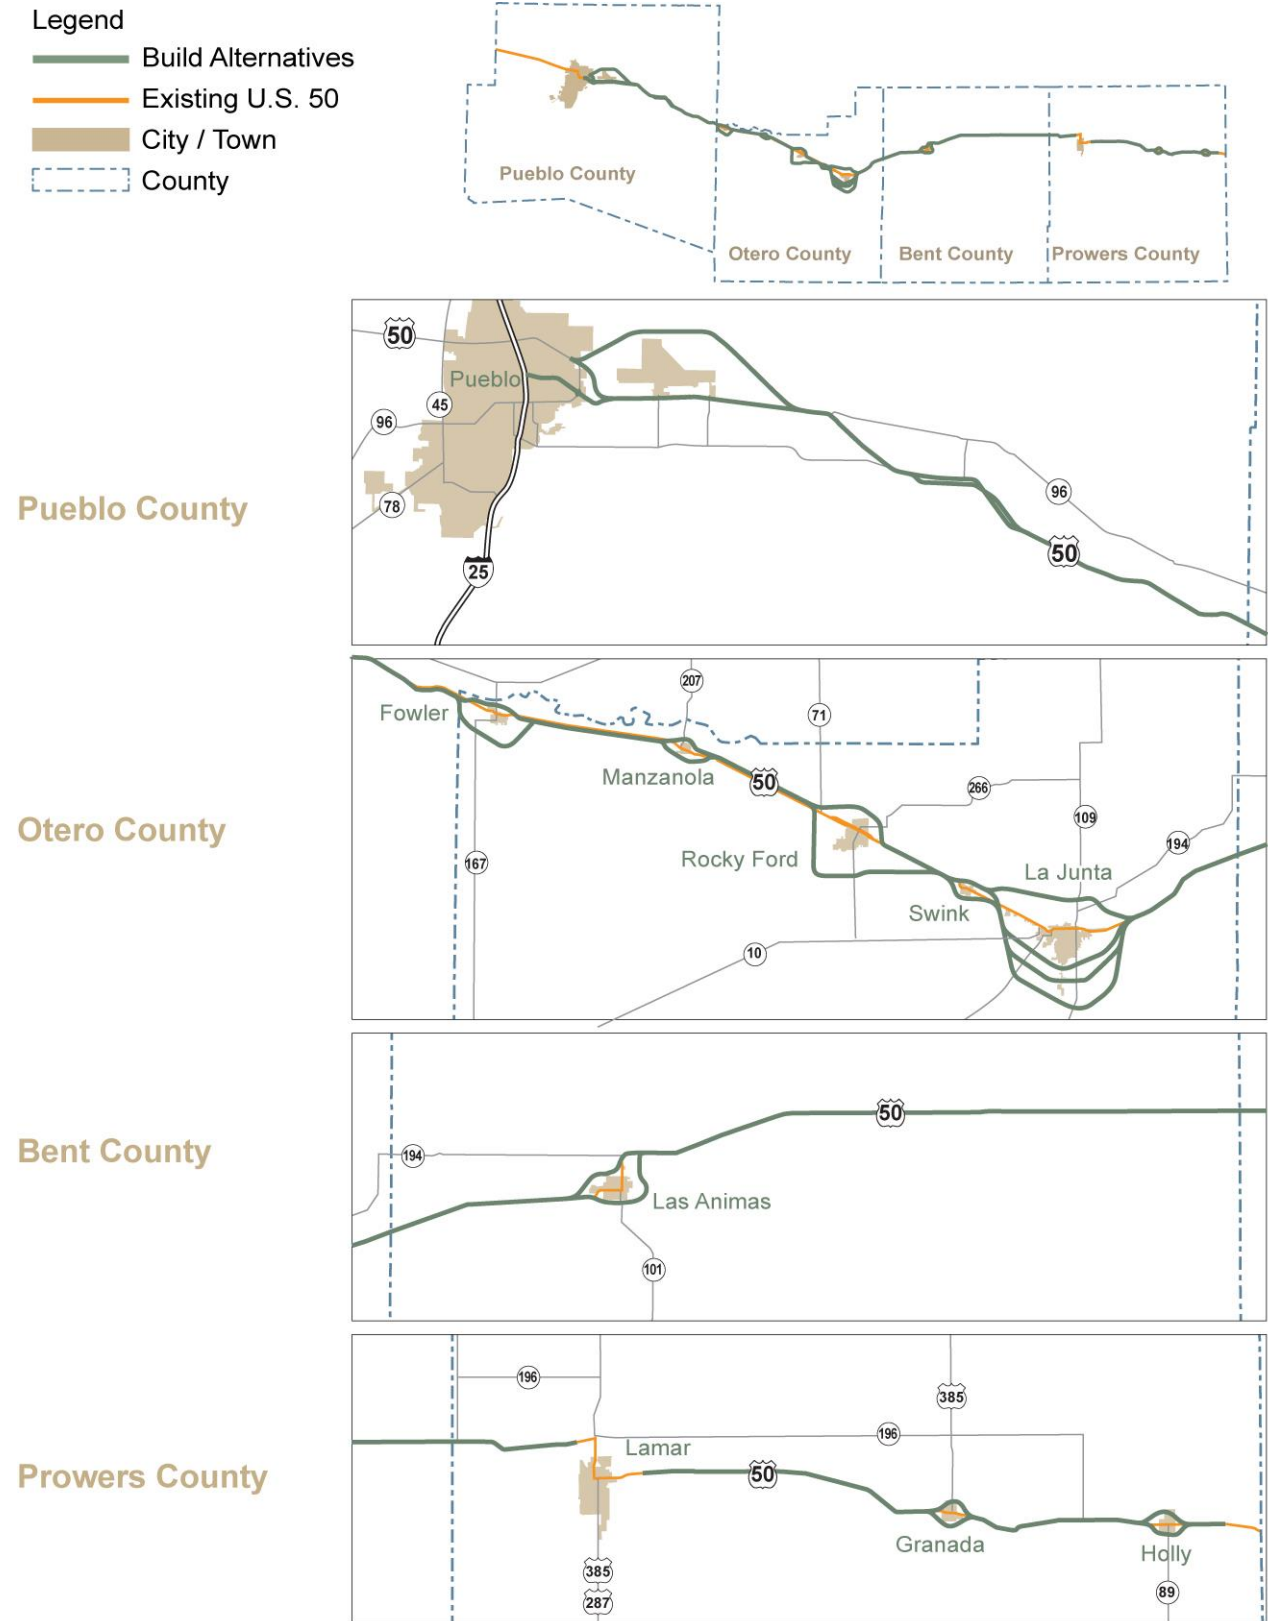 Legend
Build Alternatives
Existing U.S. 50
City / Town
County
Pueblo County
Otero County
Bent County
Prowers County
Pueblo County
50
Pueblo
45
96
78
25
96
50
Otero County
Fowler
207
71
Manzanola
50
266
109
194
167
Rocky Ford
La Junta
Swink
10
Bent County
50
194
Las Animas
101
Prowers County
196
385
Lamar
196
50
Granada
Holly
385
287
89